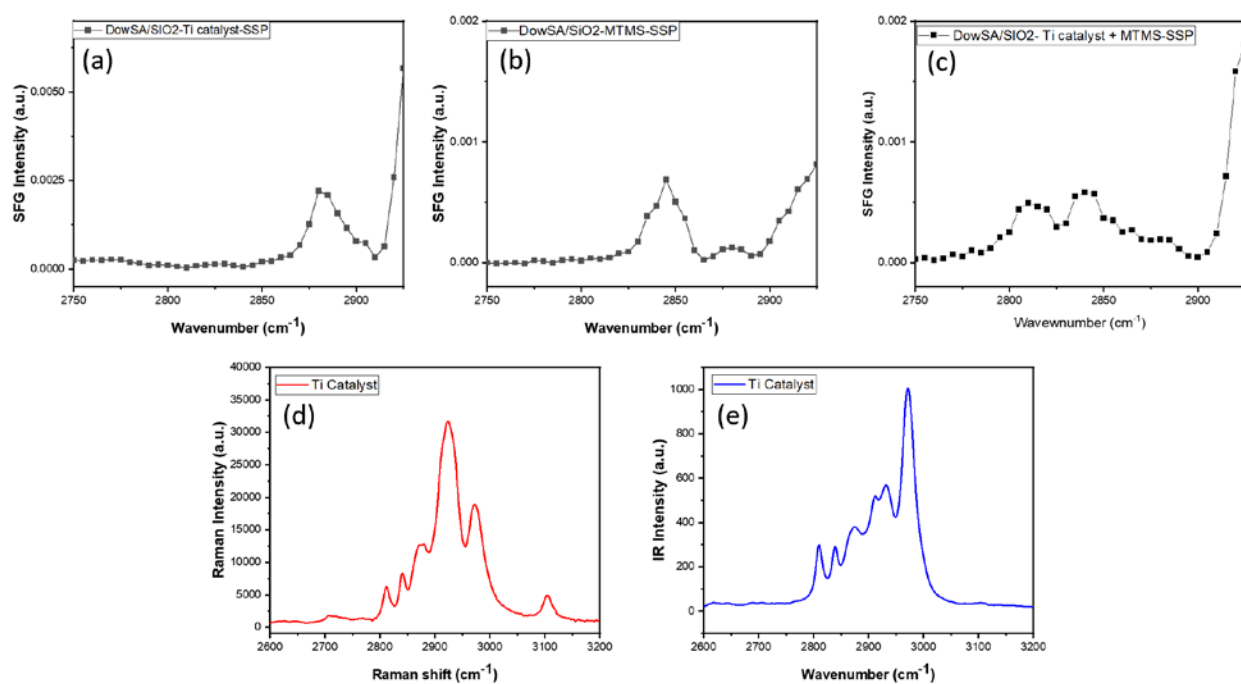 DowSA/SIO2-Ti catalyst-SSP
(a)
SFG Intensity (a.u.)
0.0050
0.0025
0.0000
2750 2800 2850 2900
Wavenumber (cm⁻¹)
0.002
DowSA/SiO2-MTMS-SSP
(b)
SFG Intensity (a.u.)
0.001
0.000
2750 2800 2850 2900
Wavenumber (cm⁻¹)
0.002
DowSA/SIO2- Ti catalyst + MTMS-SSP
(c)
SFG Intensity (a.u.)
0.001
0.000
2750 2800 2850 2900
Wavewnumber (cm⁻¹)
40000
Ti Catalyst
35000
(d)
30000
Raman Intensity (a.u.)
25000
20000
15000
10000
5000
0
2600 2700 2800 2900 3000 3100 3200
Raman shift (cm⁻¹)
Ti Catalyst
1000
(e)
IR Intensity (a.u.)
800
600
400
200
0
2600 2700 2800 2900 3000 3100 3200
Wavenumber (cm⁻¹)